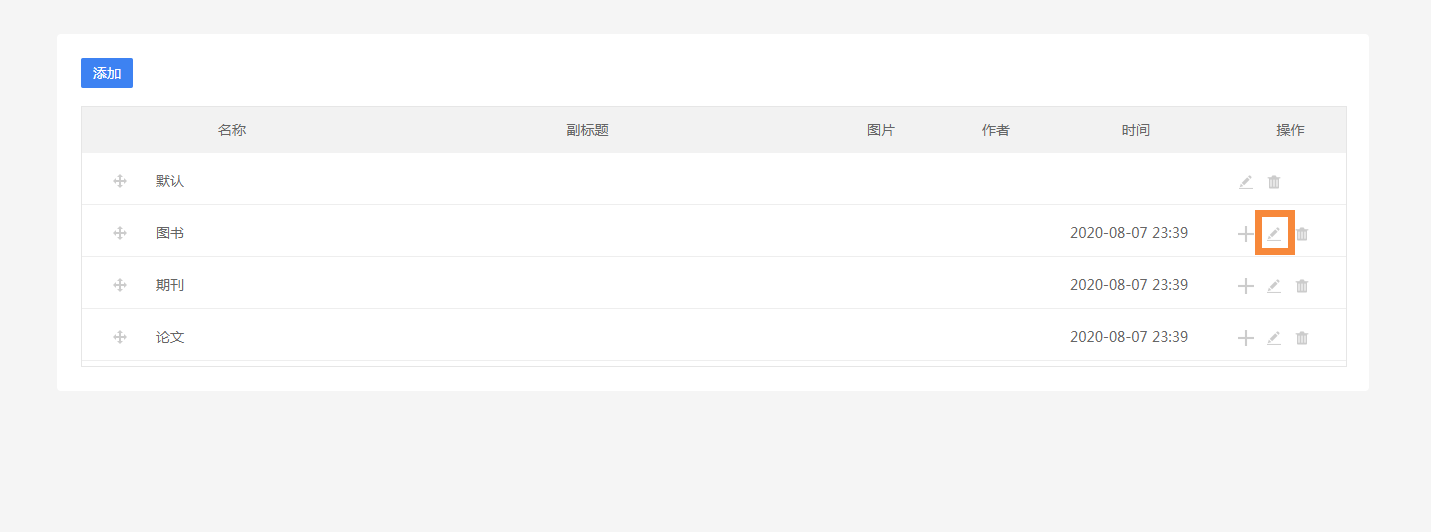 添加
名称 副标题 图片 作者 时间 操作
默认
图书 2020-08-07 23:39
期刊 2020-08-07 23:39
论文 2020-08-07 23:39